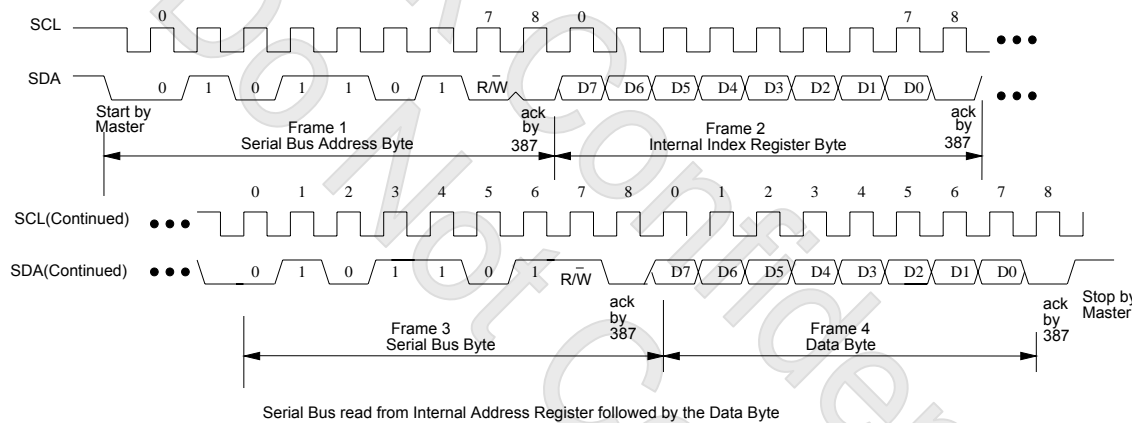 0 7 8 0 7 8
SCL
SDA 0 1 0 1 1 0 1 R/W̅ D7 D6 D5 D4 D3 D2 D1 D0
Start by
Master
Frame 1
Serial Bus Address Byte
ack
by
387
Frame 2
Internal Index Register Byte
ack
by
387
0 1 2 3 4 5 6 7 8 0 1 2 3 4 5 6 7 8
SCL(Continued)
SDA(Continued) 0 1 0 1 1 0 1 R/W̅ D7 D6 D5 D4 D3 D2 D1 D0
Frame 3
Serial Bus Byte
ack
by
387
Frame 4
Data Byte
ack
by
387
Stop by
Master
Serial Bus read from Internal Address Register followed by the Data Byte